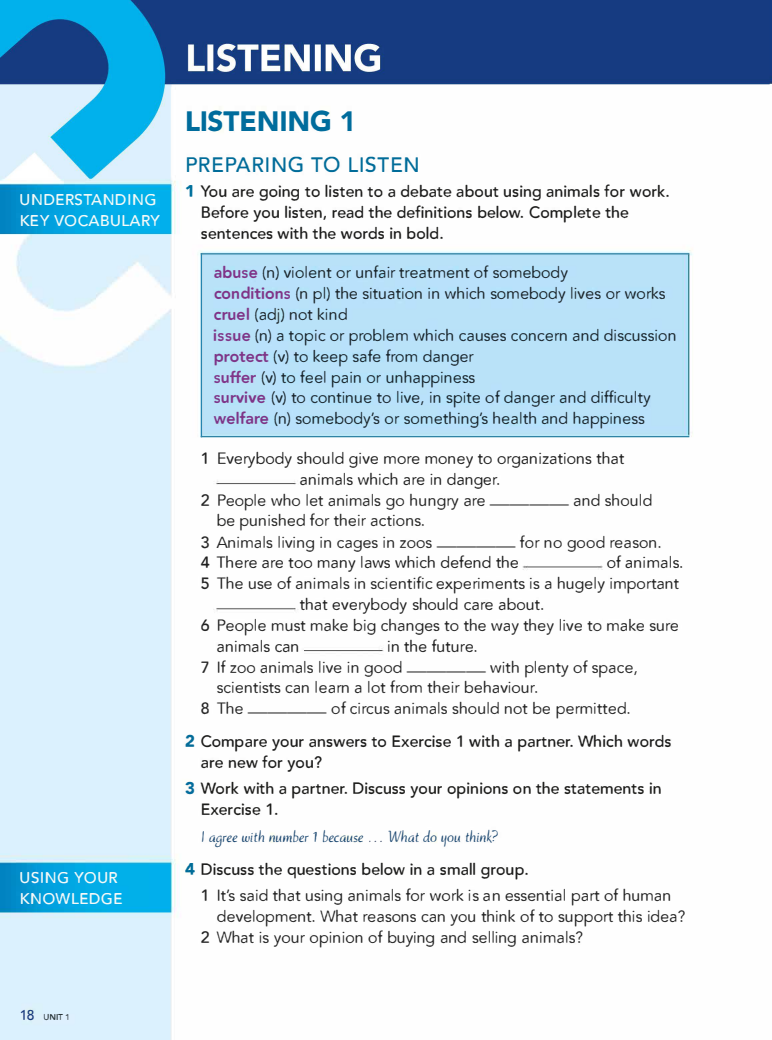 LISTENING
LISTENING 1
PREPARING TO LISTEN
UNDERSTANDING
KEY VOCABULARY
1 You are going to listen to a debate about using animals for work.
Before you listen, read the definitions below. Complete the
sentences with the words in bold.
abuse (n) violent or unfair treatment of somebody
conditions (n pl) the situation in which somebody lives or works
cruel (adj) not kind
issue (n) a topic or problem which causes concern and discussion
protect (v) to keep safe from danger
suffer (v) to feel pain or unhappiness
survive (v) to continue to live, in spite of danger and difficulty
welfare (n) somebody's or something's health and happiness
1 Everybody should give more money to organizations that
__________ animals which are in danger.
2 People who let animals go hungry are __________ and should
be punished for their actions.
3 Animals living in cages in zoos __________ for no good reason.
4 There are too many laws which defend the __________ of animals.
5 The use of animals in scientific experiments is a hugely important
__________ that everybody should care about.
6 People must make big changes to the way they live to make sure
animals can __________ in the future.
7 If zoo animals live in good __________ with plenty of space,
scientists can learn a lot from their behaviour.
8 The __________ of circus animals should not be permitted.
2 Compare your answers to Exercise 1 with a partner. Which words
are new for you?
3 Work with a partner. Discuss your opinions on the statements in
Exercise 1.
I agree with number 1 because ... What do you think?
USING YOUR
KNOWLEDGE
4 Discuss the questions below in a small group.
1 It's said that using animals for work is an essential part of human
development. What reasons can you think of to support this idea?
2 What is your opinion of buying and selling animals?
18 UNIT 1